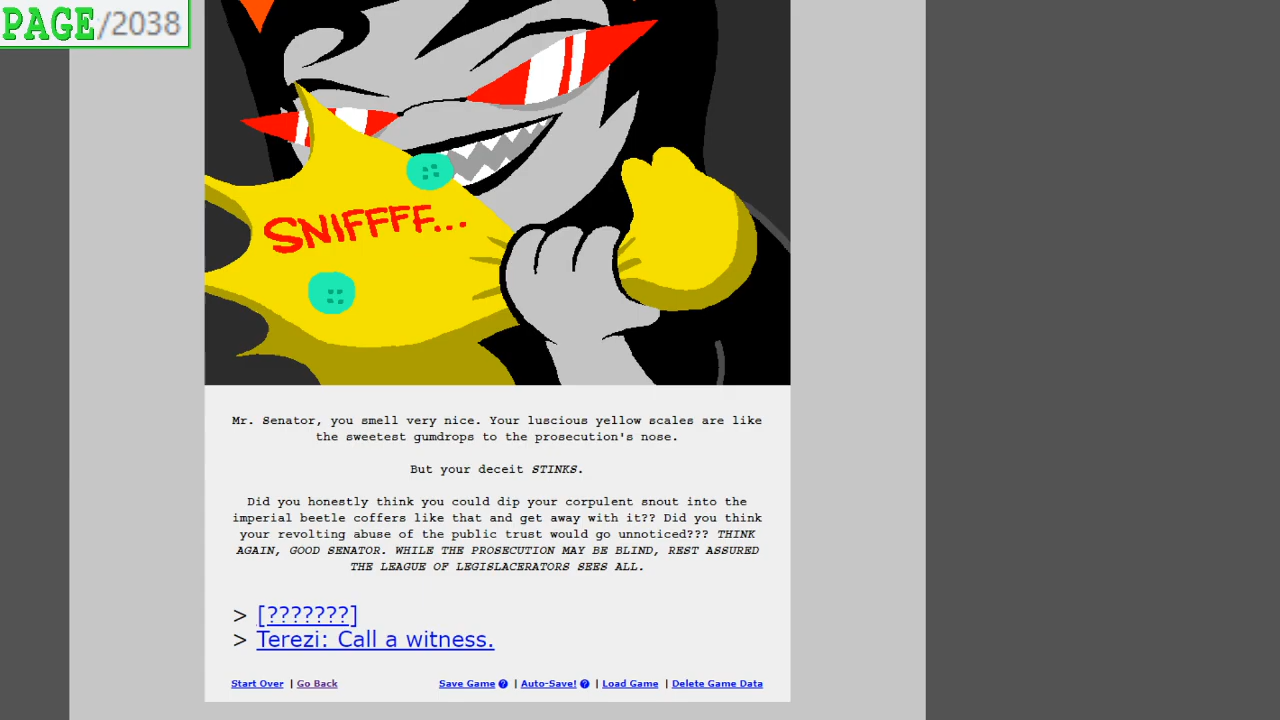 PAGE/2038
SNIFFFF...
Mr. Senator, you smell very nice. Your luscious yellow scales are like
the sweetest gumdrops to the prosecution's nose.
But your deceit STINKS.
Did you honestly think you could dip your corpulent snout into the
imperial beetle coffers like that and get away with it?? Did you think
your revolting abuse of the public trust would go unnoticed??? THINK
AGAIN, GOOD SENATOR. WHILE THE PROSECUTION MAY BE BLIND, REST ASSURED
THE LEAGUE OF LEGISLACERATORS SEES ALL.
> [???????]
> Terezi: Call a witness.
Start Over | Go Back Save Game ? | Auto-Save! ? | Load Game | Delete Game Data